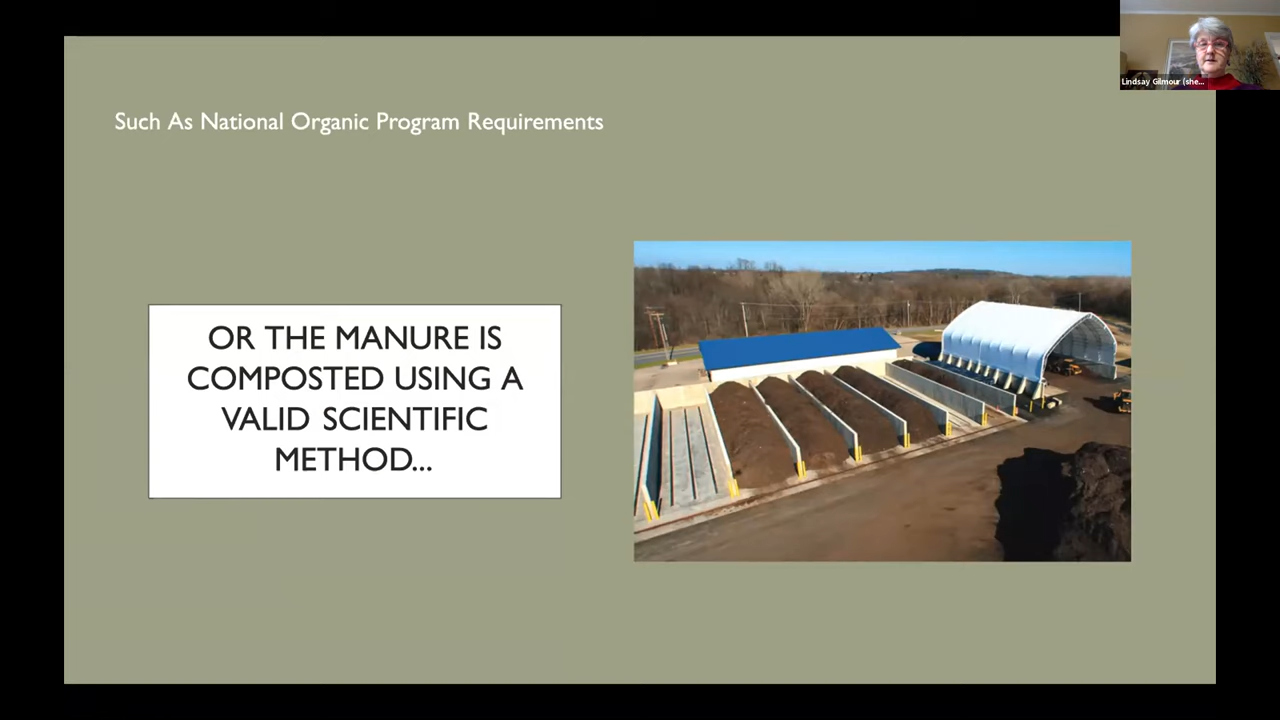 Lindsay Gilmour (she...
Such As National Organic Program Requirements
OR THE MANURE IS
COMPOSTED USING A
VALID SCIENTIFIC
METHOD...